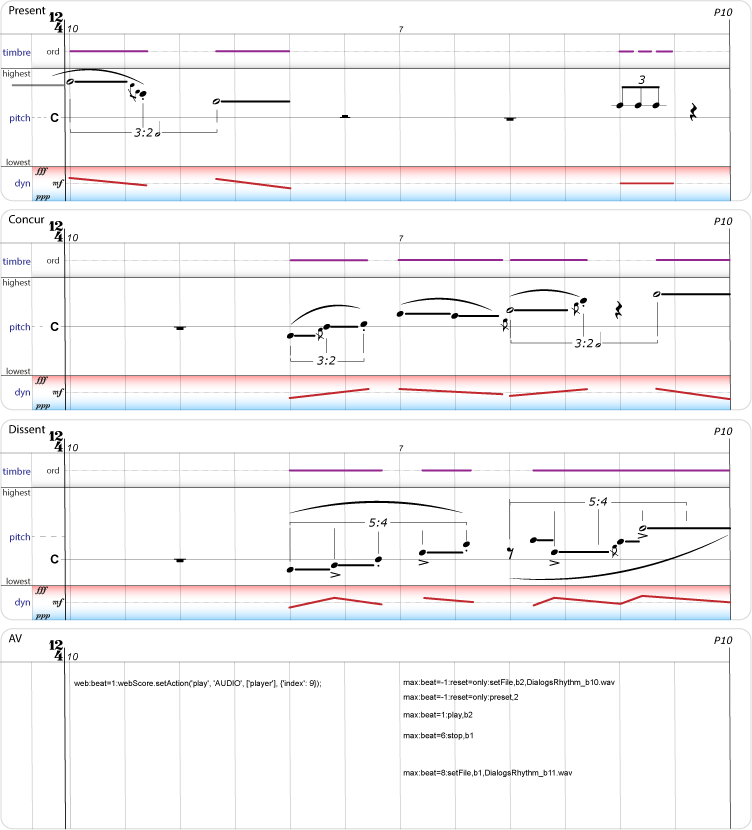 Present
P10
12
4
10
7
timbre
ord
highest
3
pitch
C
3:2
lowest
fff
dyn
mf
ppp
Concur
P10
12
4
10
7
timbre
ord
highest
pitch
C
3:2
3:2
lowest
fff
dyn
mf
ppp
Dissent
P10
12
4
10
7
timbre
ord
highest
5:4
5:4
pitch
C
lowest
fff
dyn
mf
ppp
AV
P10
12
4
10
web:beat=1:webScore.setAction('play', 'AUDIO', ['player'], {'index': 9});
max:beat=-1:reset=only:setFile,b2,DialogsRhythm_b10.wav
max:beat=-1:reset=only:preset,2
max:beat=1:play,b2
max:beat=6:stop,b1
max:beat=8:setFile,b1,DialogsRhythm_b11.wav